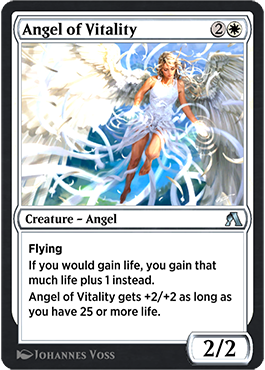 Angel of Vitality 2
Creature – Angel
Flying
If you would gain life, you gain that
much life plus 1 instead.
Angel of Vitality gets +2/+2 as long as
you have 25 or more life.
2/2
Johannes Voss